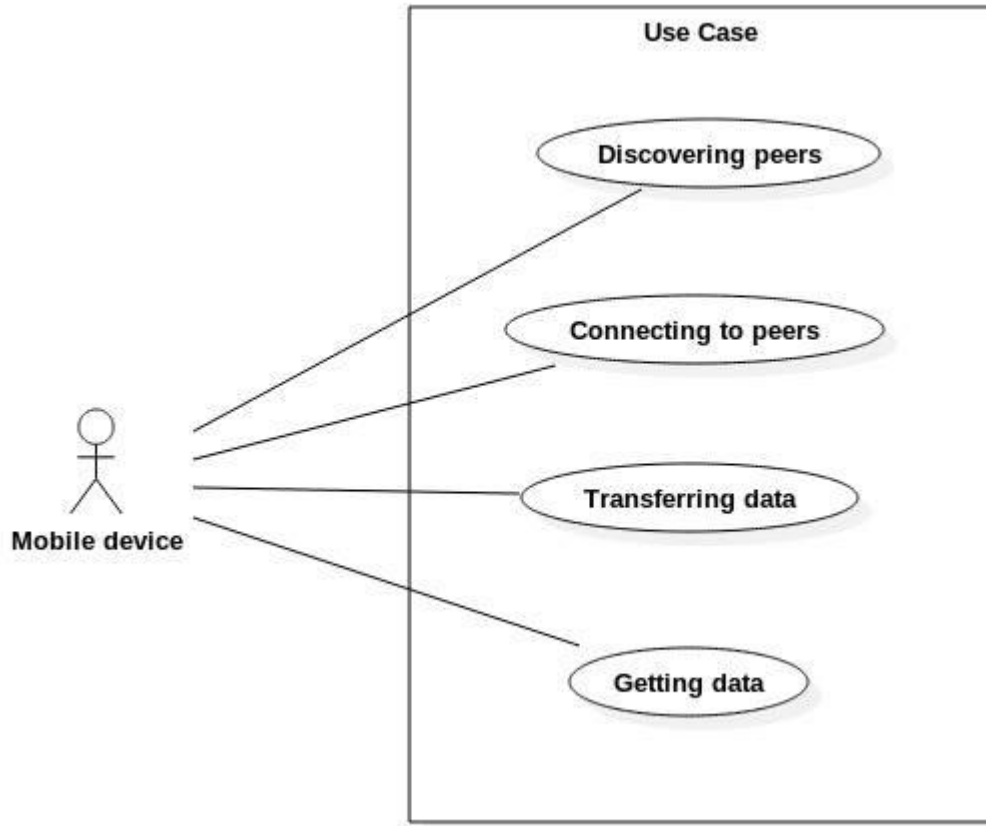 Use Case
Discovering peers
Connecting to peers
Transferring data
Mobile device
Getting data